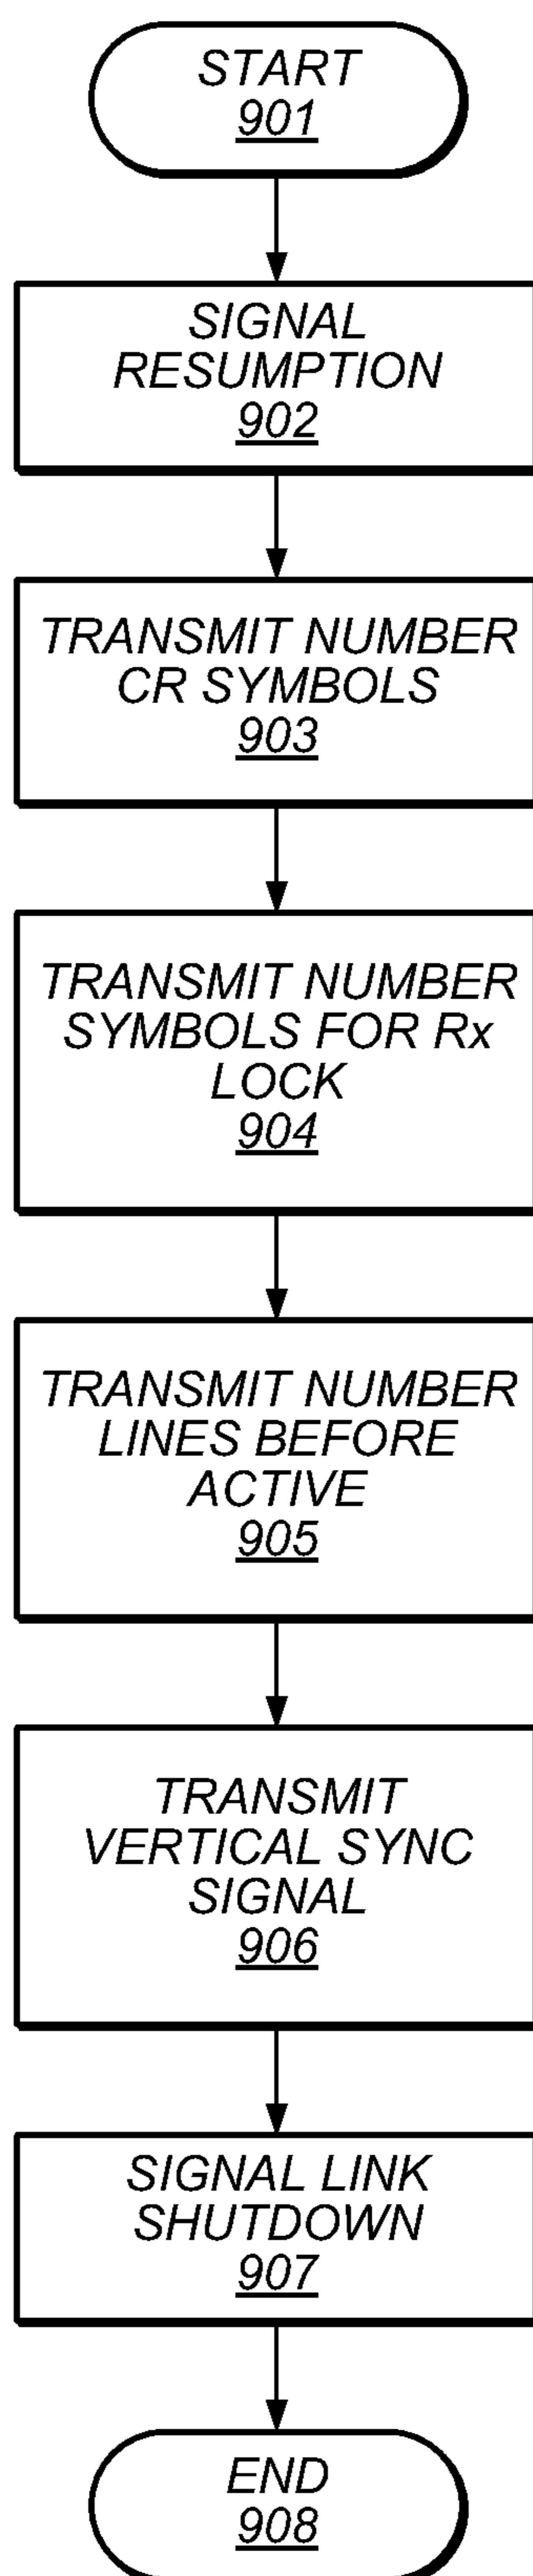 START
901
SIGNAL
RESUMPTION
902
TRANSMIT NUMBER
CR SYMBOLS
903
TRANSMIT NUMBER
SYMBOLS FOR Rx
LOCK
904
TRANSMIT NUMBER
LINES BEFORE
ACTIVE
905
TRANSMIT
VERTICAL SYNC
SIGNAL
906
SIGNAL LINK
SHUTDOWN
907
END
908